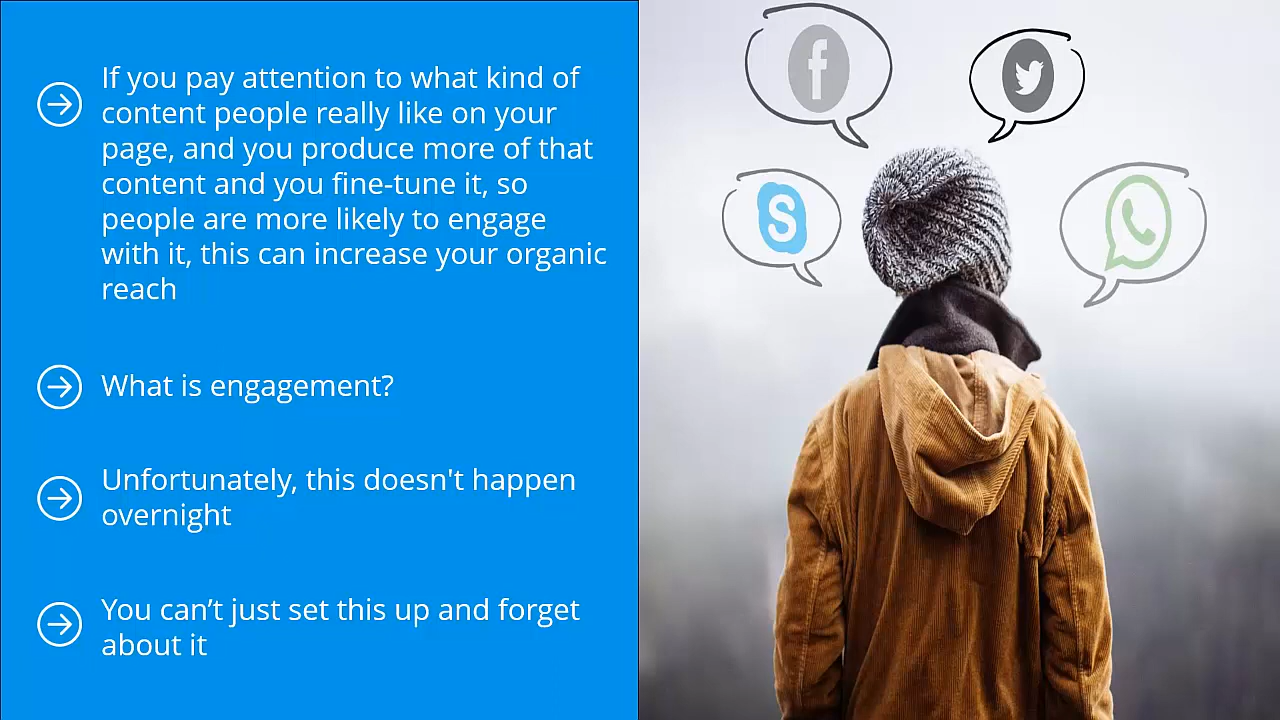 If you pay attention to what kind of
content people really like on your
page, and you produce more of that
content and you fine-tune it, so
people are more likely to engage
with it, this can increase your organic
reach
What is engagement?
Unfortunately, this doesn't happen
overnight
You can’t just set this up and forget
about it